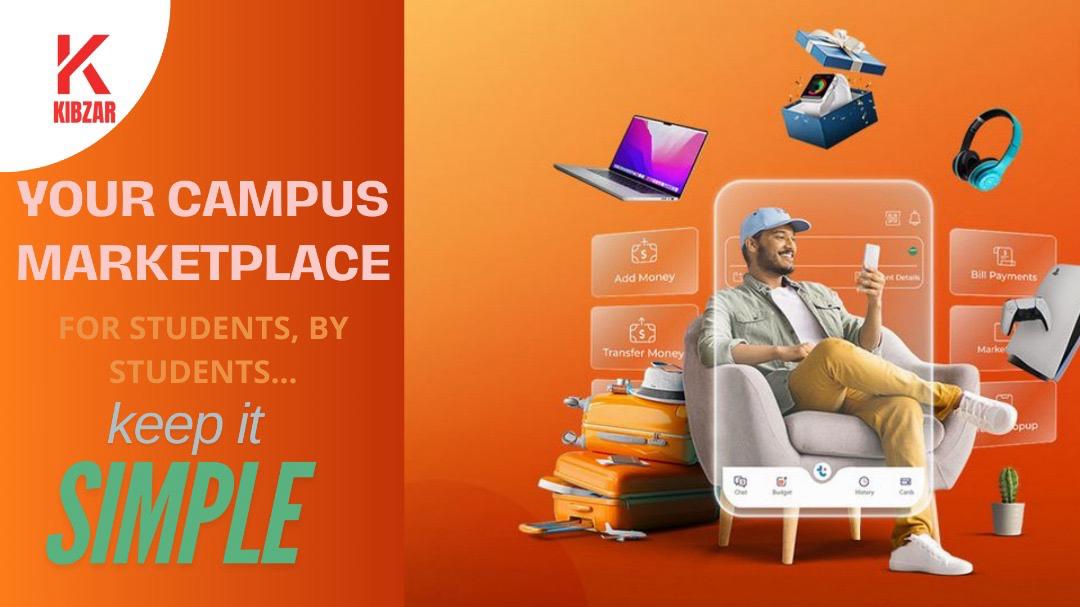 KIBZAR
YOUR CAMPUS
MARKETPLACE
FOR STUDENTS, BY
STUDENTS...
keep it
SIMPLE
Add Money
Transfer Money
Bill Payments
Chat
Budget
History
Cards